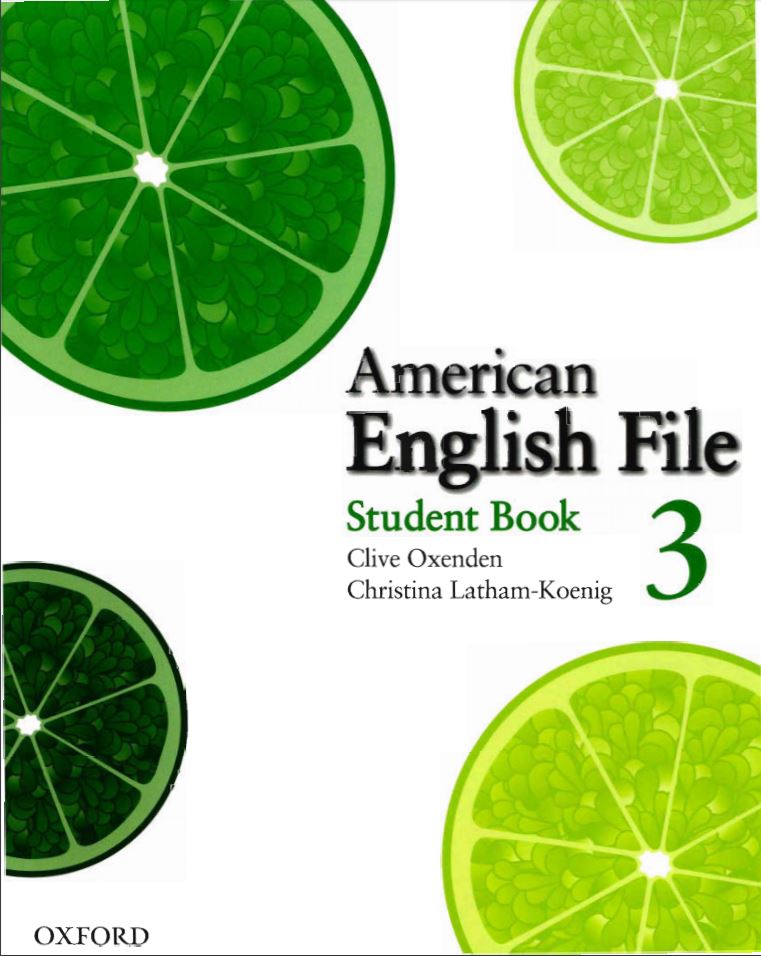 American
English File
Student Book 3
Clive Oxenden
Christina Latham-Koenig
OXFORD